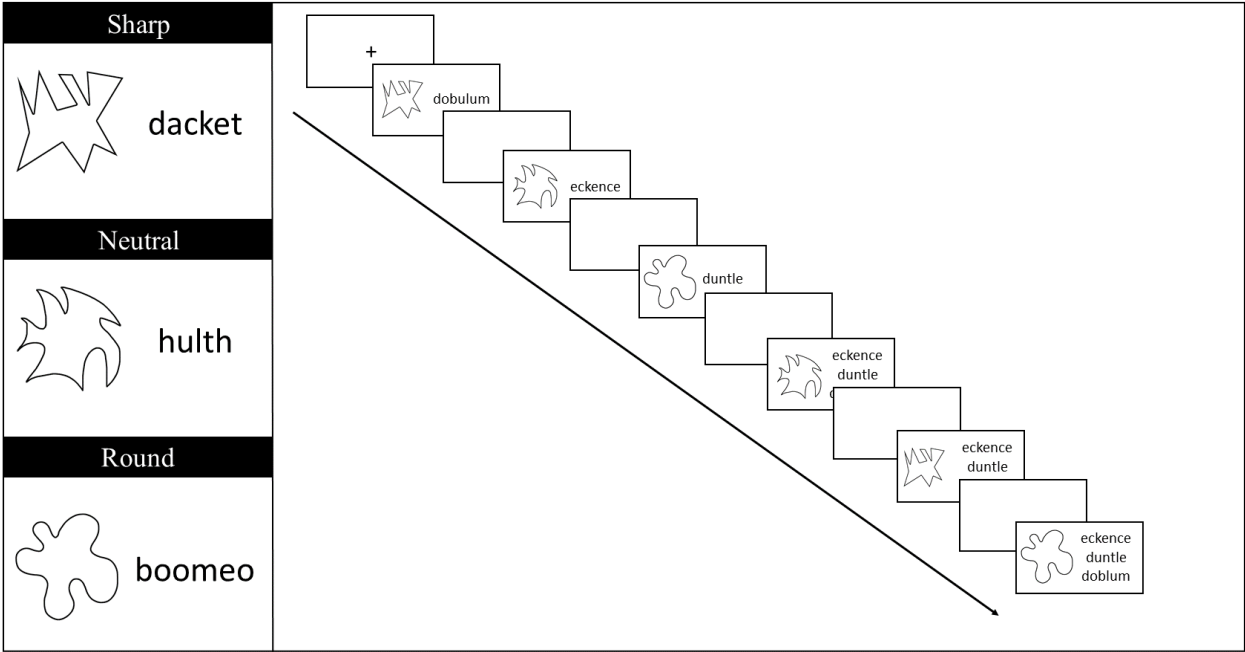 Sharp
dacket
Neutral
hulth
Round
boomeo
+
dobulum
eckence
duntle
eckence
duntle
eckence
duntle
eckence
duntle
doblum